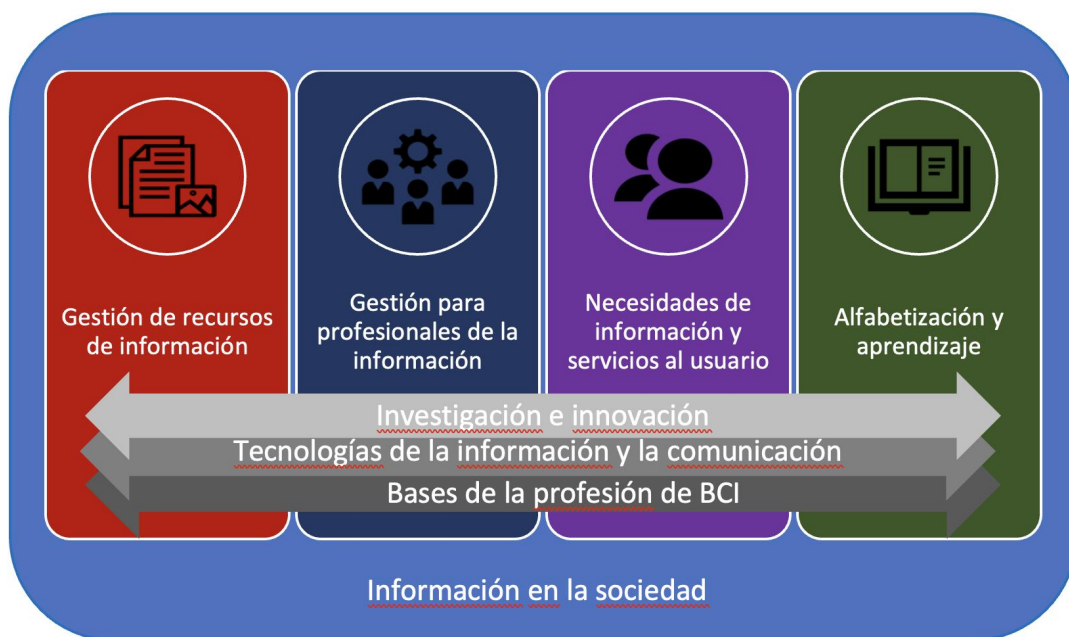 Gestión de recursos
de información
Gestión para
profesionales de la
información
Necesidades de
información y
servicios al usuario
Alfabetización y
aprendizaje
Investigación e innovación
Tecnologías de la información y la comunicación
Bases de la profesión de BCI
Información en la sociedad